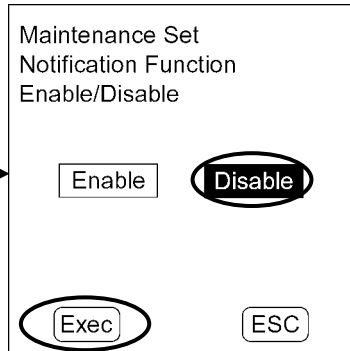 Maintenance Set
Notification Function
Enable/Disable
Enable Disable
Exec ESC